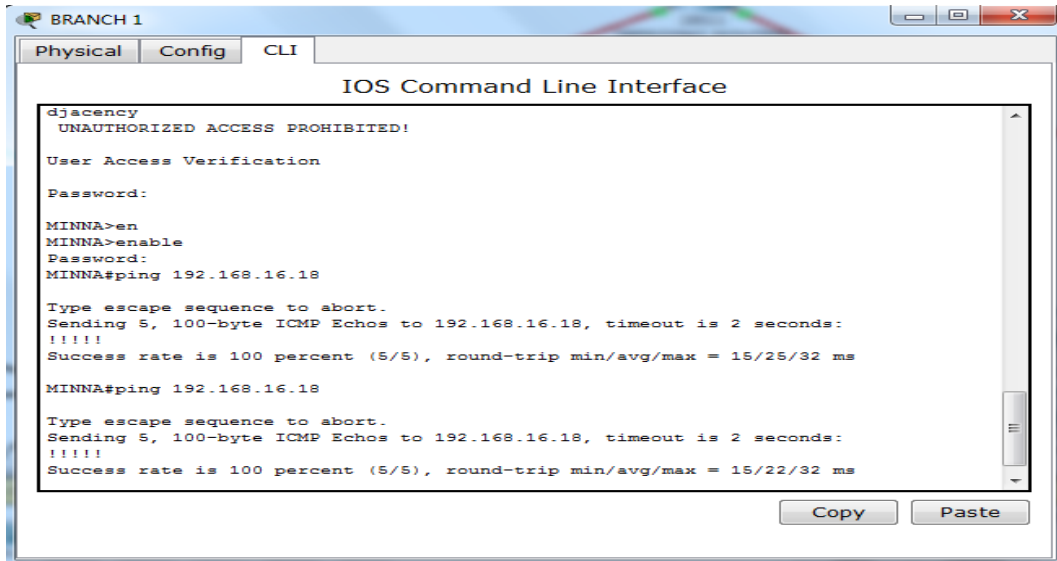 BRANCH 1
Physical Config CLI
IOS Command Line Interface
djacency
UNAUTHORIZED ACCESS PROHIBITED!
User Access Verification
Password:
MINNA>en
MINNA>enable
Password:
MINNA#ping 192.168.16.18
Type escape sequence to abort.
Sending 5, 100-byte ICMP Echos to 192.168.16.18, timeout is 2 seconds:
!!!!!
Success rate is 100 percent (5/5), round-trip min/avg/max = 15/25/32 ms
MINNA#ping 192.168.16.18
Type escape sequence to abort.
Sending 5, 100-byte ICMP Echos to 192.168.16.18, timeout is 2 seconds:
!!!!!
Success rate is 100 percent (5/5), round-trip min/avg/max = 15/22/32 ms
Copy Paste